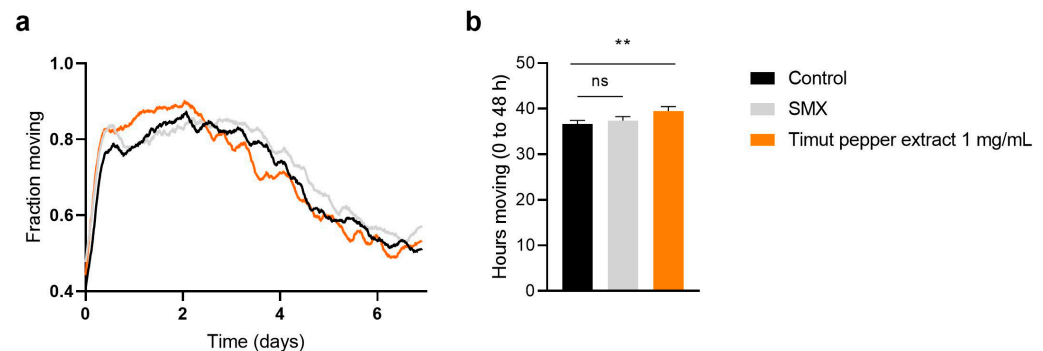 a
Fraction moving
1.0
0.8
0.6
0.4
0 2 4 6
Time (days)
b
Hours moving (0 to 48 h)
50
40
30
20
10
0
**
ns
Control
SMX
Timut pepper extract 1 mg/mL